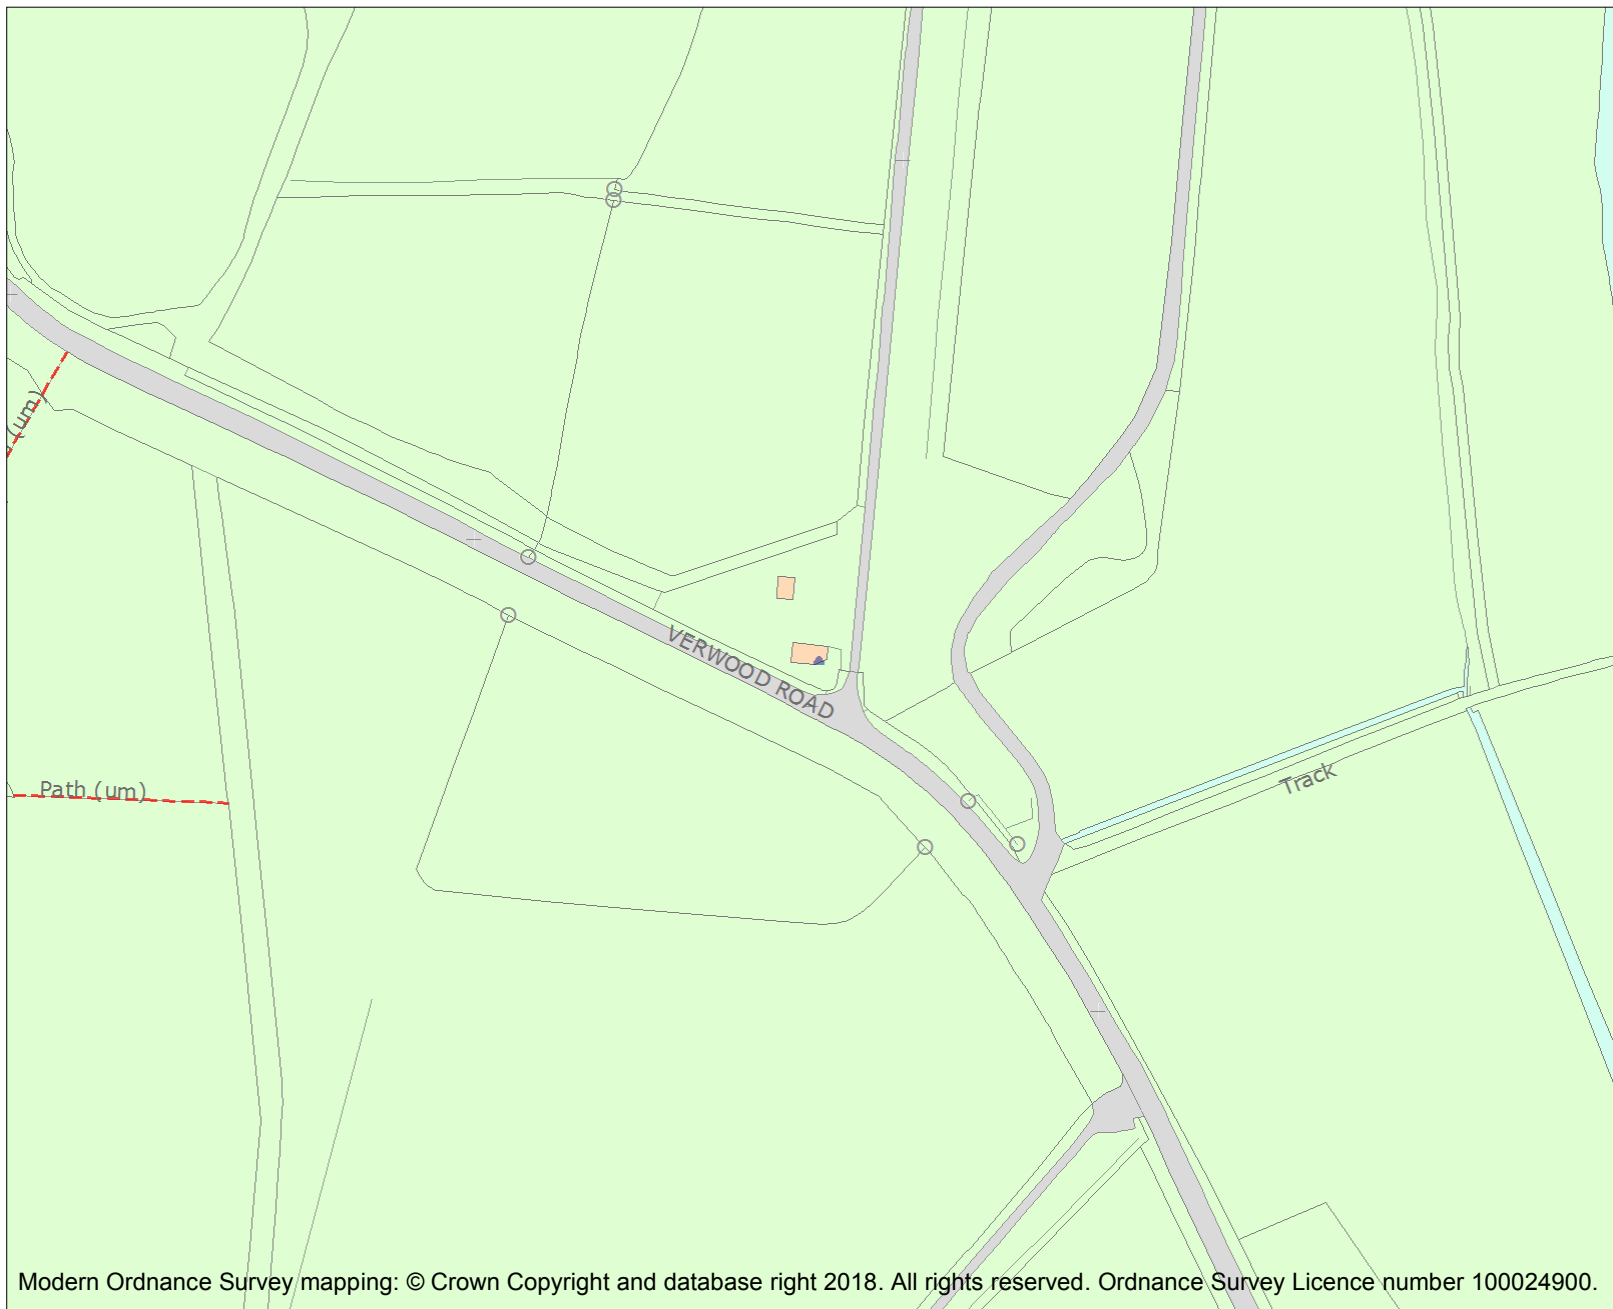 (um)
VERWOOD ROAD
Track
Path (um)
Modern Ordnance Survey mapping: © Crown Copyright and database right 2018. All rights reserved. Ordnance Survey Licence number 100024900.